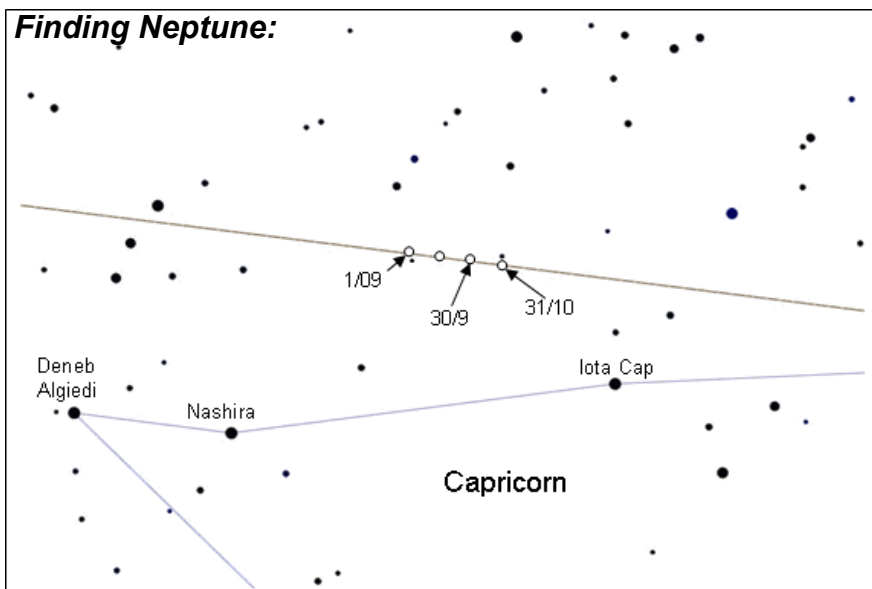 Finding Neptune:
1/09
30/9
31/10
Deneb
Algiedi
Nashira
Iota Cap
Capricorn